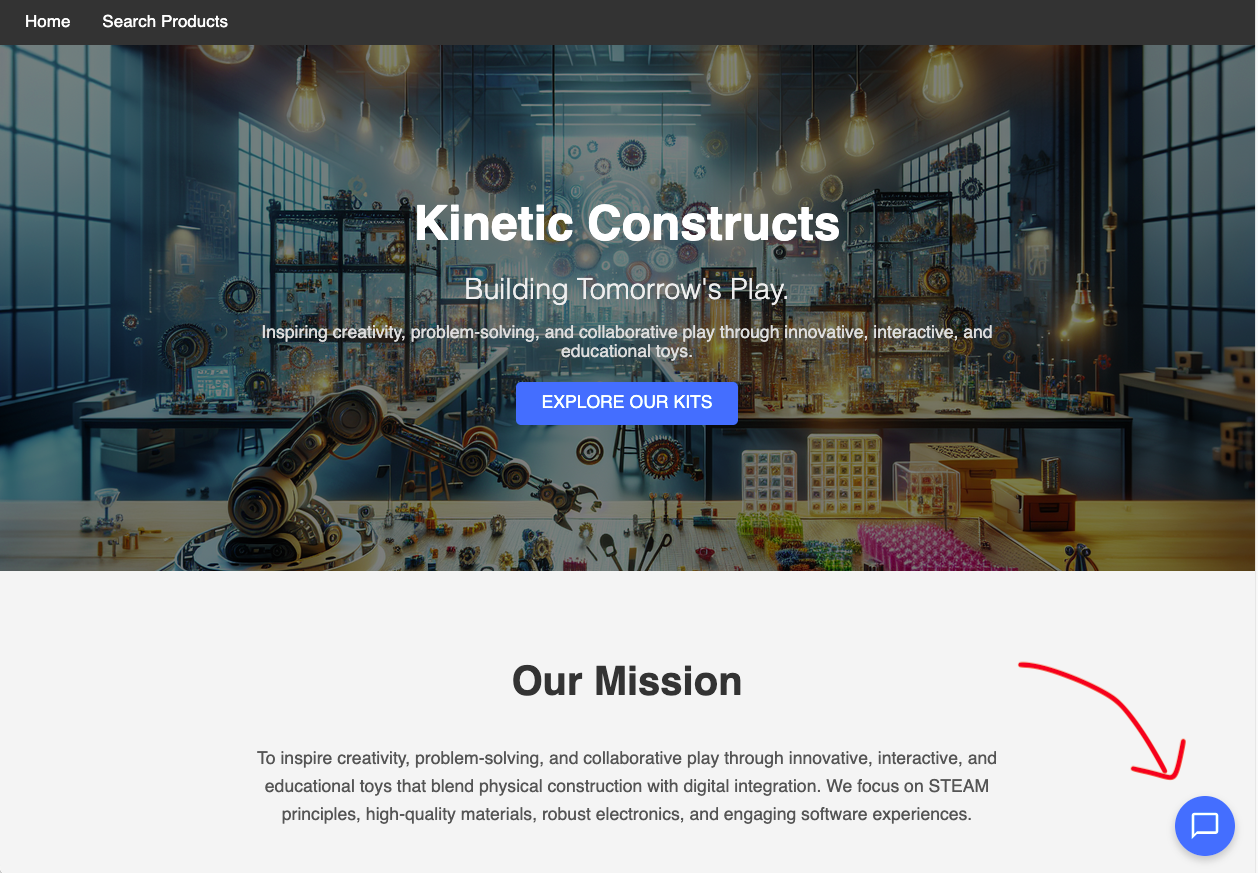 Home
Search Products
Kinetic Constructs
Building Tomorrow's Play.
Inspiring creativity, problem-solving, and collaborative play through innovative, interactive, and
educational toys.
EXPLORE OUR KITS
Our Mission
To inspire creativity, problem-solving, and collaborative play through innovative, interactive, and
educational toys that blend physical construction with digital integration. We focus on STEAM
principles, high-quality materials, robust electronics, and engaging software experiences.